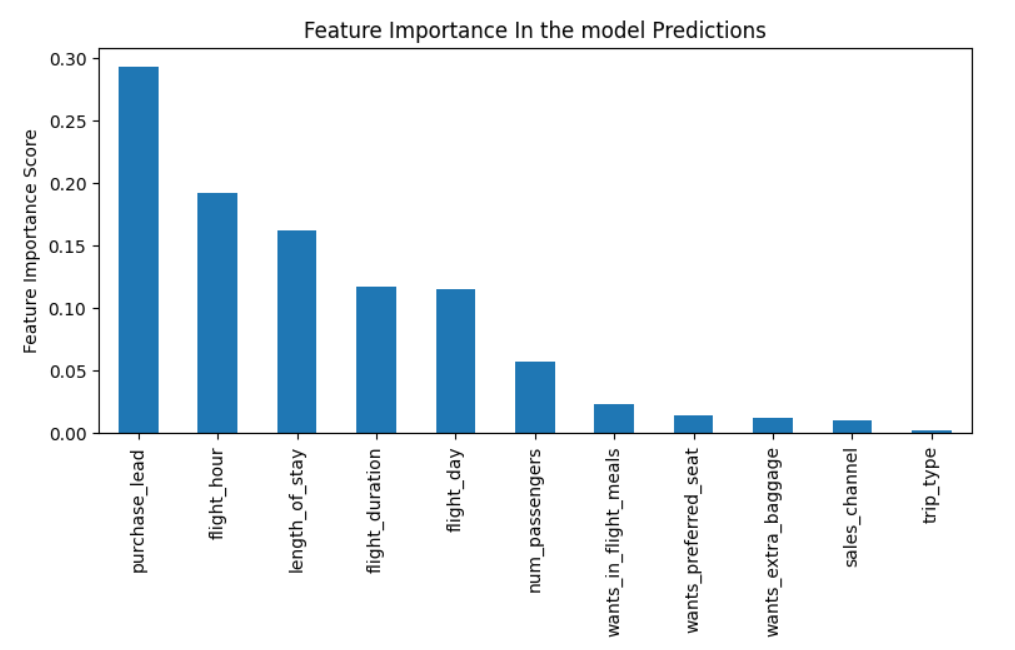 Feature Importance In the model Predictions
Feature Importance Score
0.30
0.25
0.20
0.15
0.10
0.05
0.00
purchase_lead
flight_hour
length_of_stay
flight_duration
flight_day
num_passengers
wants_in_flight_meals
wants_preferred_seat
wants_extra_baggage
sales_channel
trip_type